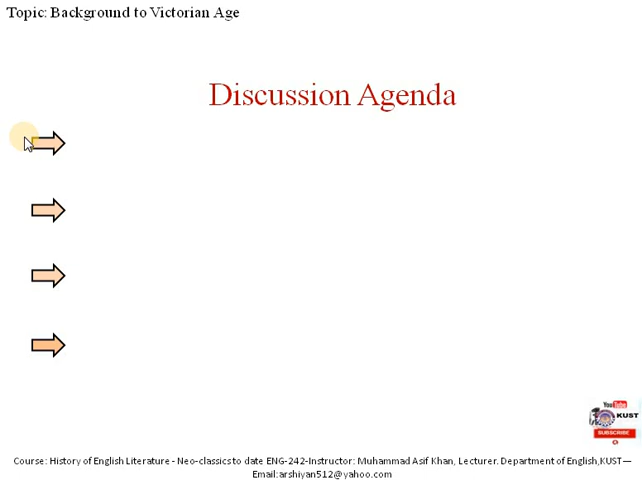 Topic: Background to Victorian Age
Discussion Agenda
YouTube
KUST
SUBSCRIBE
Course: History of English Literature - Neo-classics to date ENG-242-Instructor: Muhammad Asif Khan, Lecturer. Department of English,KUST—
Email:arshiyan512@yahoo.com